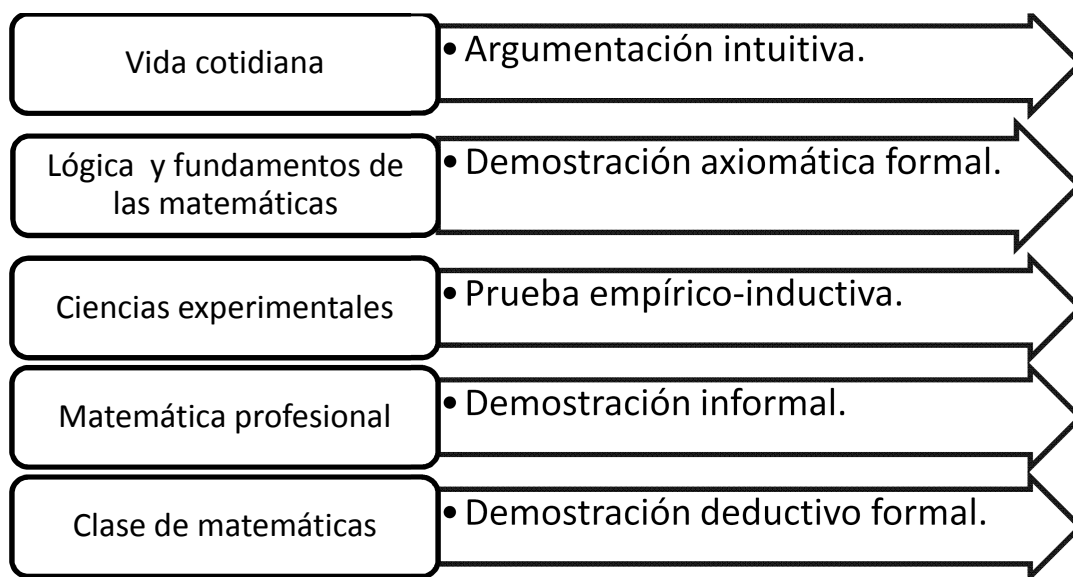 Vida cotidiana
• Argumentación intuitiva.
Lógica y fundamentos de
las matemáticas
• Demostración axiomática formal.
Ciencias experimentales
• Prueba empírico-inductiva.
Matemática profesional
• Demostración informal.
Clase de matemáticas
• Demostración deductivo formal.